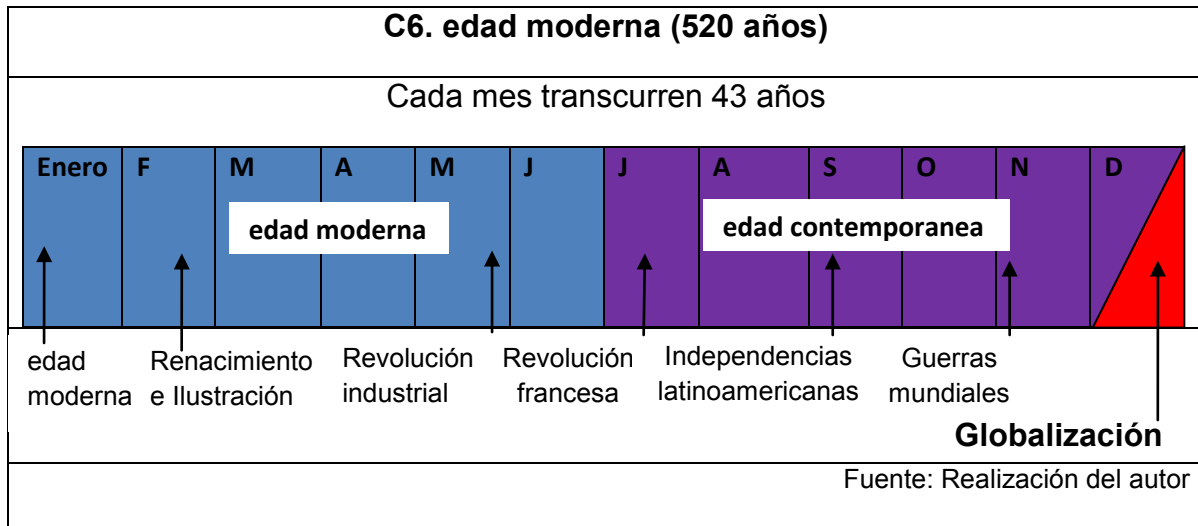 C6. edad moderna (520 años)
Cada mes transcurren 43 años
Enero F M A M J J A S O N D
edad moderna
edad contemporanea
edad
moderna
Renacimiento
e Ilustración
Revolución
industrial
Revolución
francesa
Independencias
latinoamericanas
Guerras
mundiales
Globalización
Fuente: Realización del autor